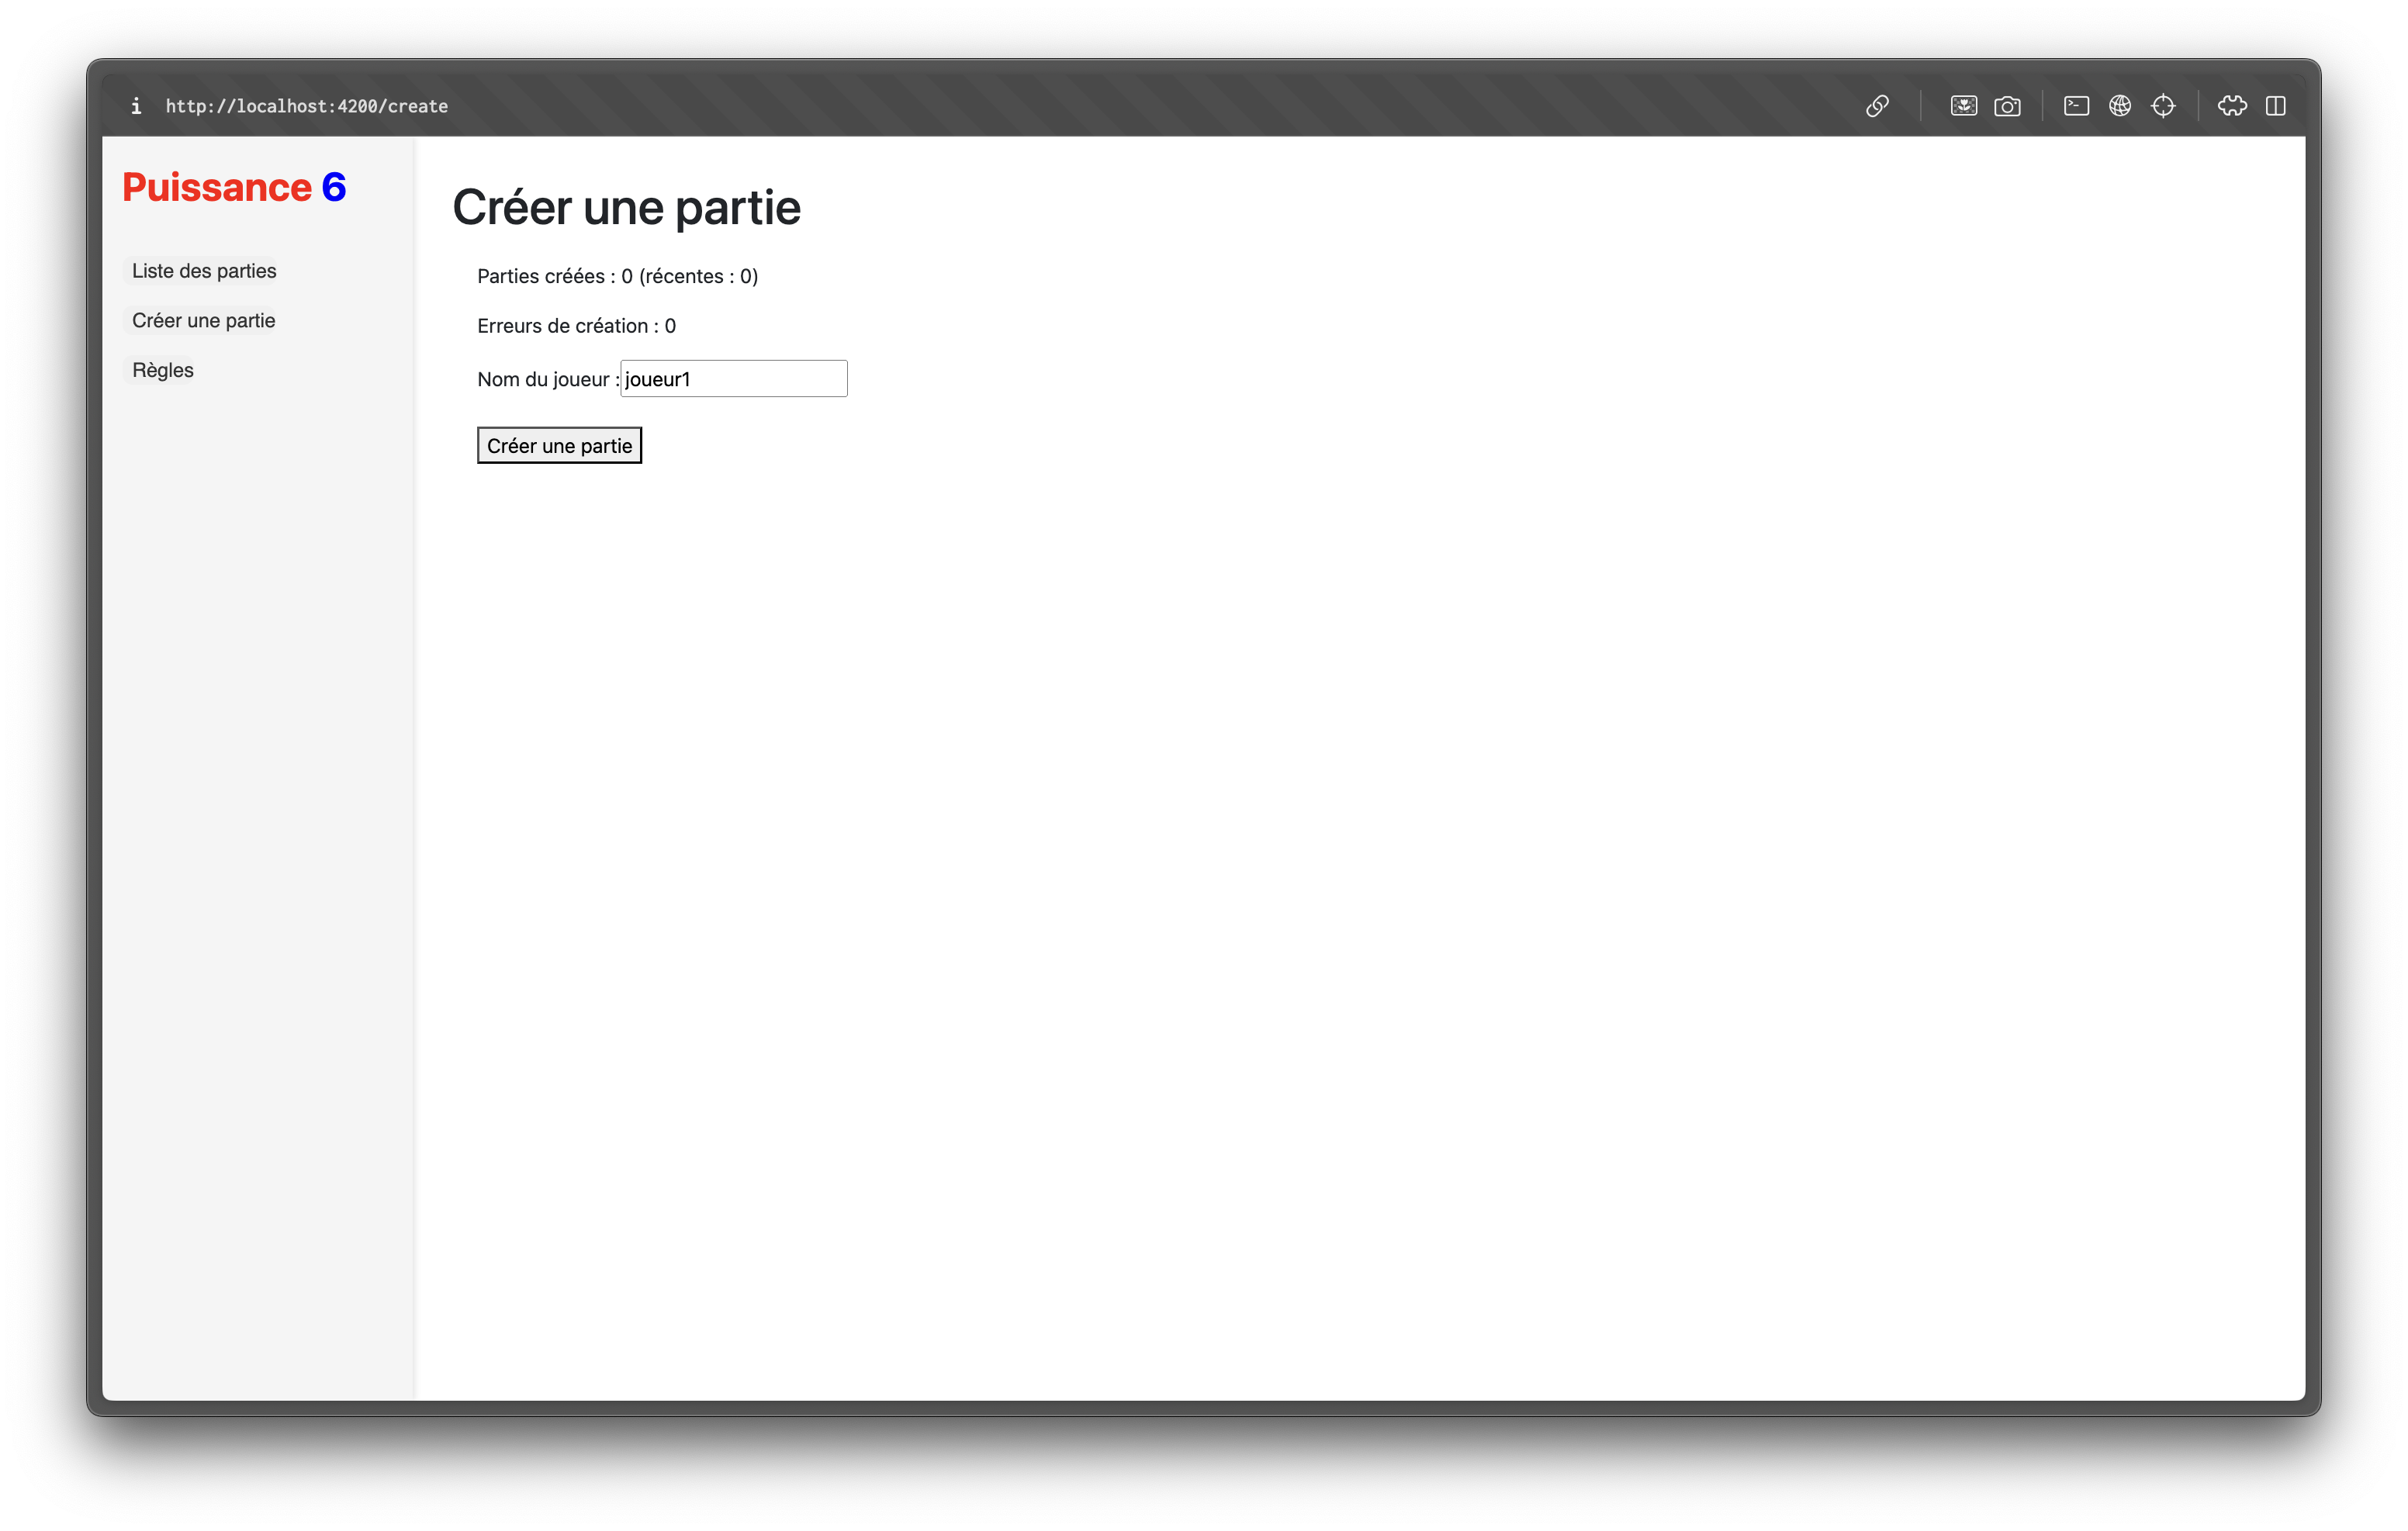 http://localhost:4200/create
Puissance 6
Liste des parties
Créer une partie
Règles
Créer une partie
Parties créées : 0 (récentes : 0)
Erreurs de création : 0
Nom du joueur : joueur1
Créer une partie